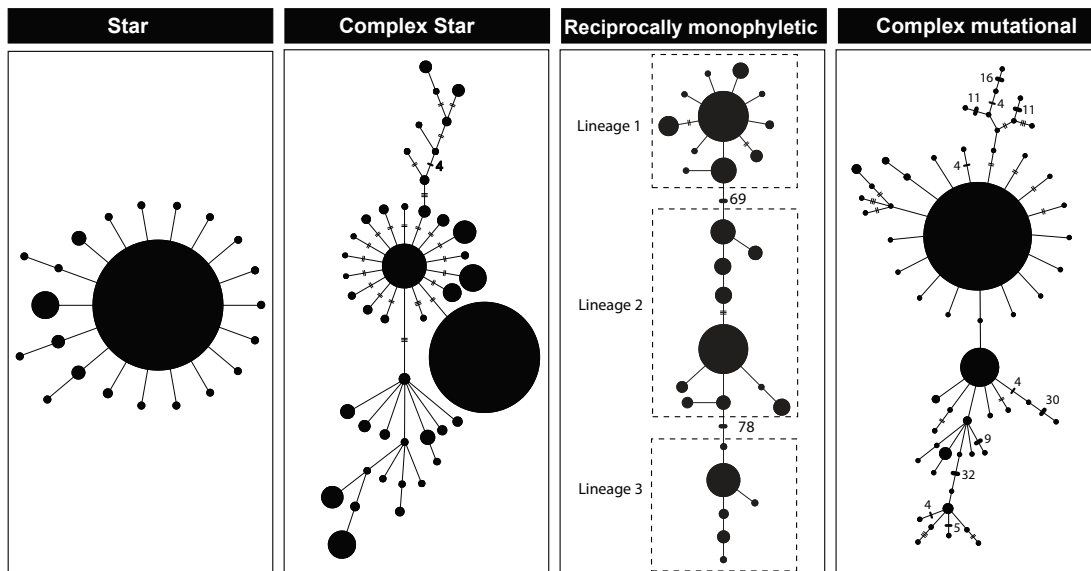 Star
Complex Star
Reciprocally monophyletic
Complex mutational
4
Lineage 1
69
Lineage 2
78
Lineage 3
16
11
4
11
4
4
30
9
32
4
5